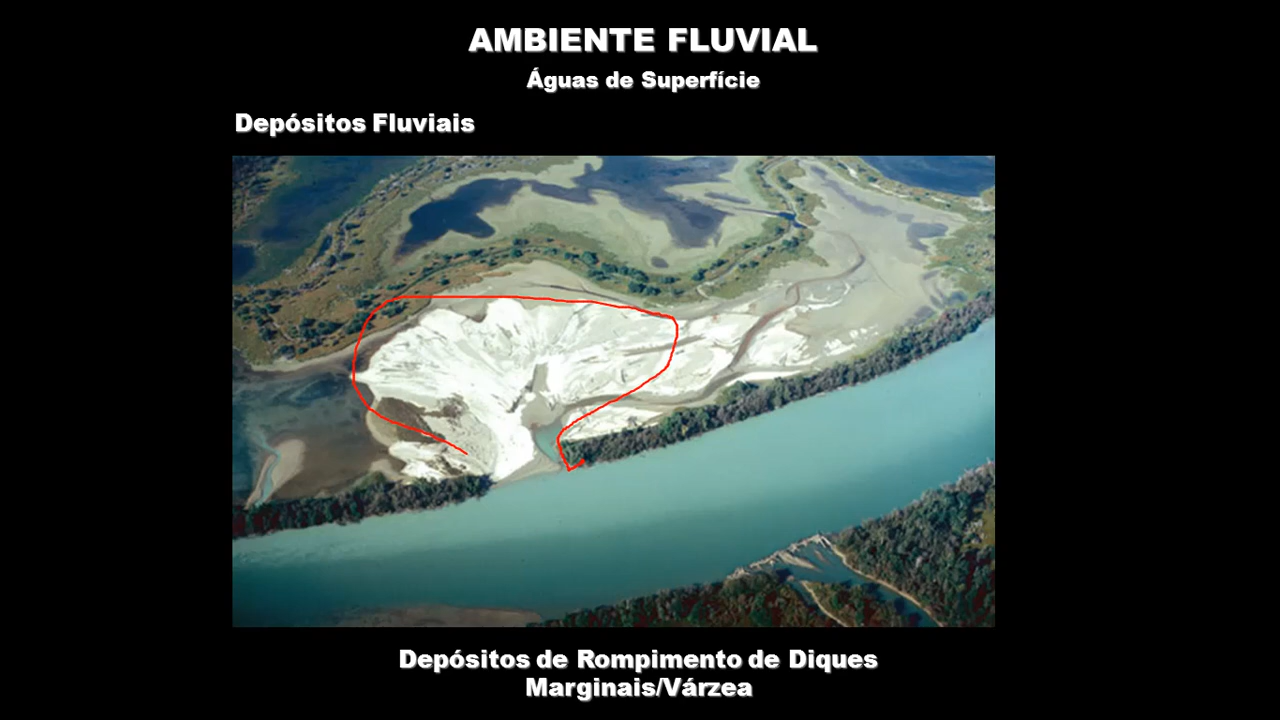 AMBIENTE FLUVIAL
Águas de Superfície
Depósitos Fluviais
Depósitos de Rompimento de Diques
Marginais/Várzea